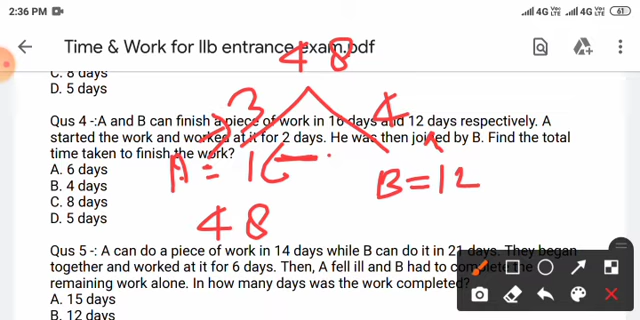 2:36 PM 4G 4G 61
Time & Work for IIb entrance exam.pdf
48
C. 8 days
D. 5 days
3 4
Qus 4 -:A and B can finish a piece of work in 16 days and 12 days respectively. A
started the work and worked at it for 2 days. He was then joined by B. Find the total
time taken to finish the work?
A = 16 B = 12
A. 6 days
B. 4 days
C. 8 days
D. 5 days
48
Qus 5 -: A can do a piece of work in 14 days while B can do it in 21 days. They began
together and worked at it for 6 days. Then, A fell ill and B had to complete the
remaining work alone. In how many days was the work completed?
A. 15 days
B. 12 days